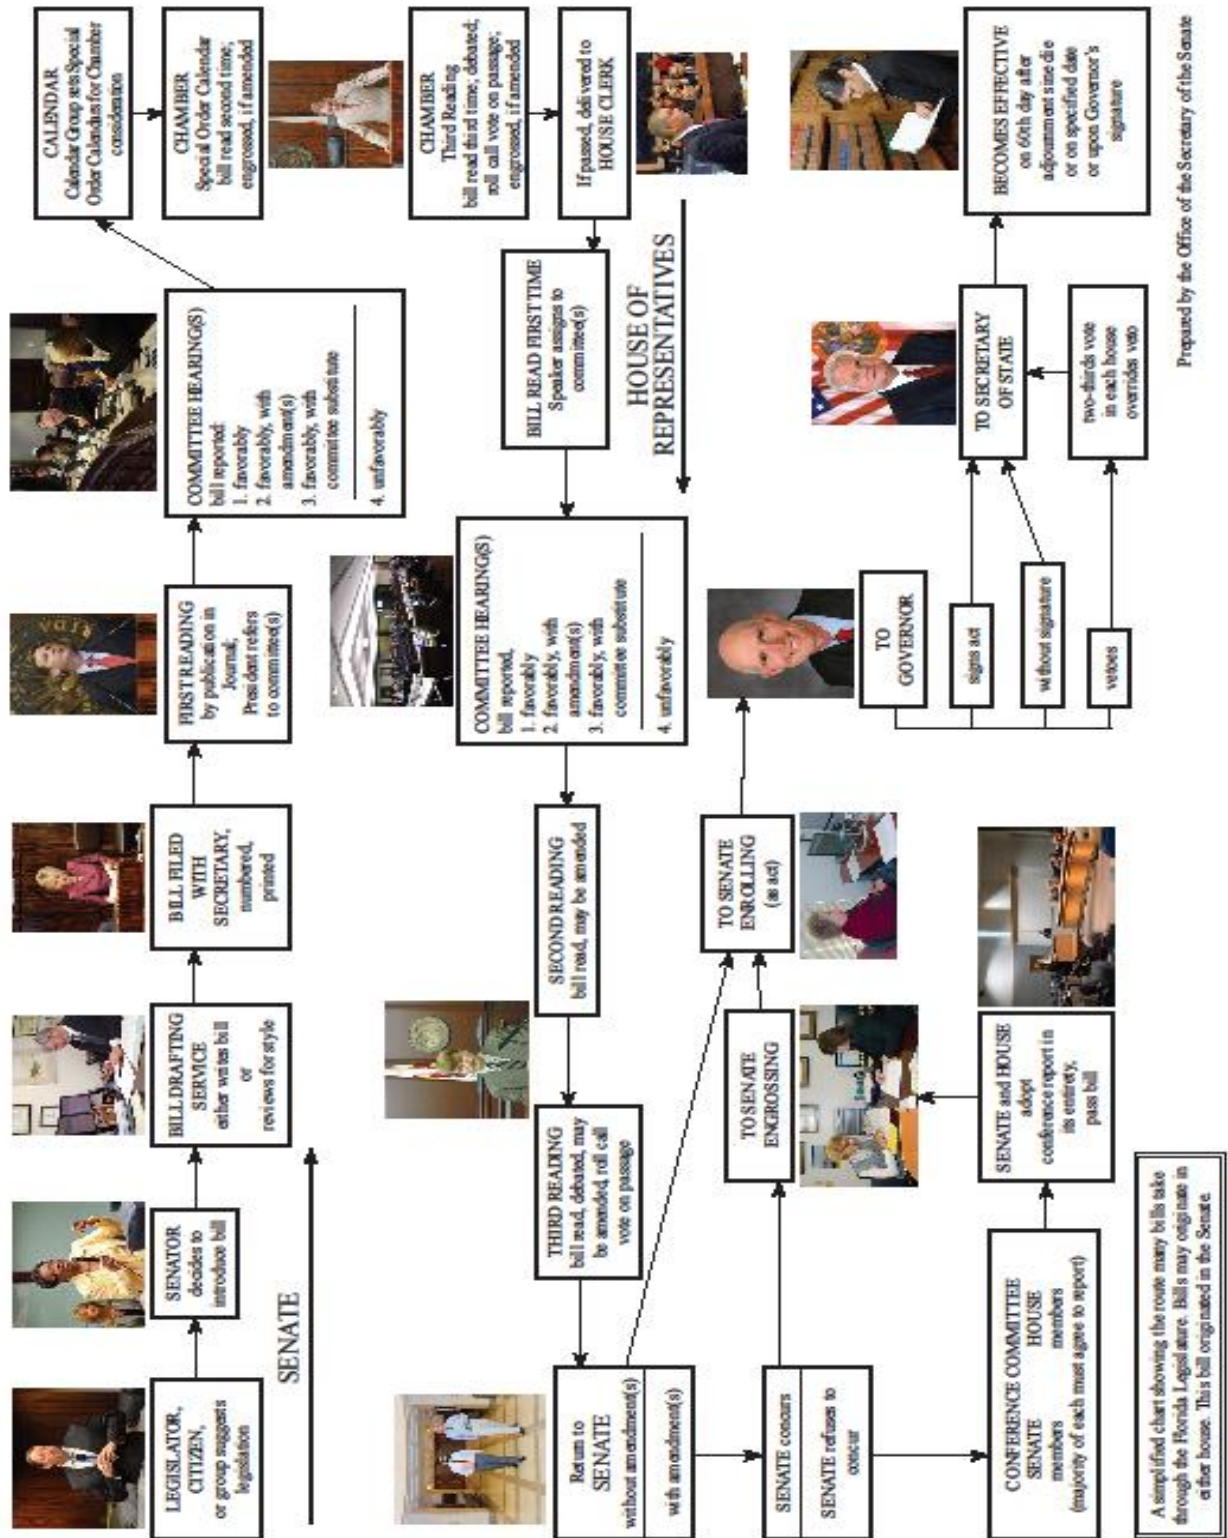 LEGISLATOR,
CITIZEN,
or group suggests
legislation
SENATOR
decides to
introduce bill
BILL DRAFTING
SERVICE
either writes bill
or
reviews for style
BILL FILED
WITH
SECRETARY,
numbered,
printed
FIRST READING
by publication in
Journal;
President refers
to committee(s)
COMMITTEE HEARING(S)
bill reported:
1. favorably
2. favorably, with
amendment(s)
3. favorably, with
committee substitute
4. unfavorably
CALENDAR
Calendar Group sets Special
Order Calendars for Chamber
consideration
CHAMBER
Special Order Calendar
bill read second time;
engrossed, if amended
CHAMBER
Third Reading
bill read third time, debated;
roll call vote on passage;
engrossed, if amended
If passed, delivered to
HOUSE CLERK
SENATE
HOUSE OF
REPRESENTATIVES
BILL READ FIRST TIME
Speaker assigns to
committee(s)
COMMITTEE HEARING(S)
bill reported,
1. favorably
2. favorably, with
amendment(s)
3. favorably, with
committee substitute
4. unfavorably
SECOND READING
bill read, may be amended
THIRD READING
bill read, debated, may
be amended, roll call
vote on passage
Return to
SENATE
without amendment(s)
with amendment(s)
SENATE concurs
SENATE refuses to
concur
CONFERENCE COMMITTEE
SENATE HOUSE
members members
(majority of each must agree to report)
SENATE and HOUSE
adopt
conference report in
its entirety,
pass bill
TO SENATE
ENGROSSING
TO SENATE
ENROLLING
(as act)
TO
GOVERNOR
signs act
without signature
vetoes
two-thirds vote
in each house
overrides veto
TO SECRETARY
OF STATE
BECOMES EFFECTIVE
on 60th day after
adjournment sine die
or on specified date
or upon Governor's
signature
A simplified chart showing the route many bills take
through the Florida Legislature. Bills may originate in
either house. This bill originated in the Senate.
Prepared by the Office of the Secretary of the Senate